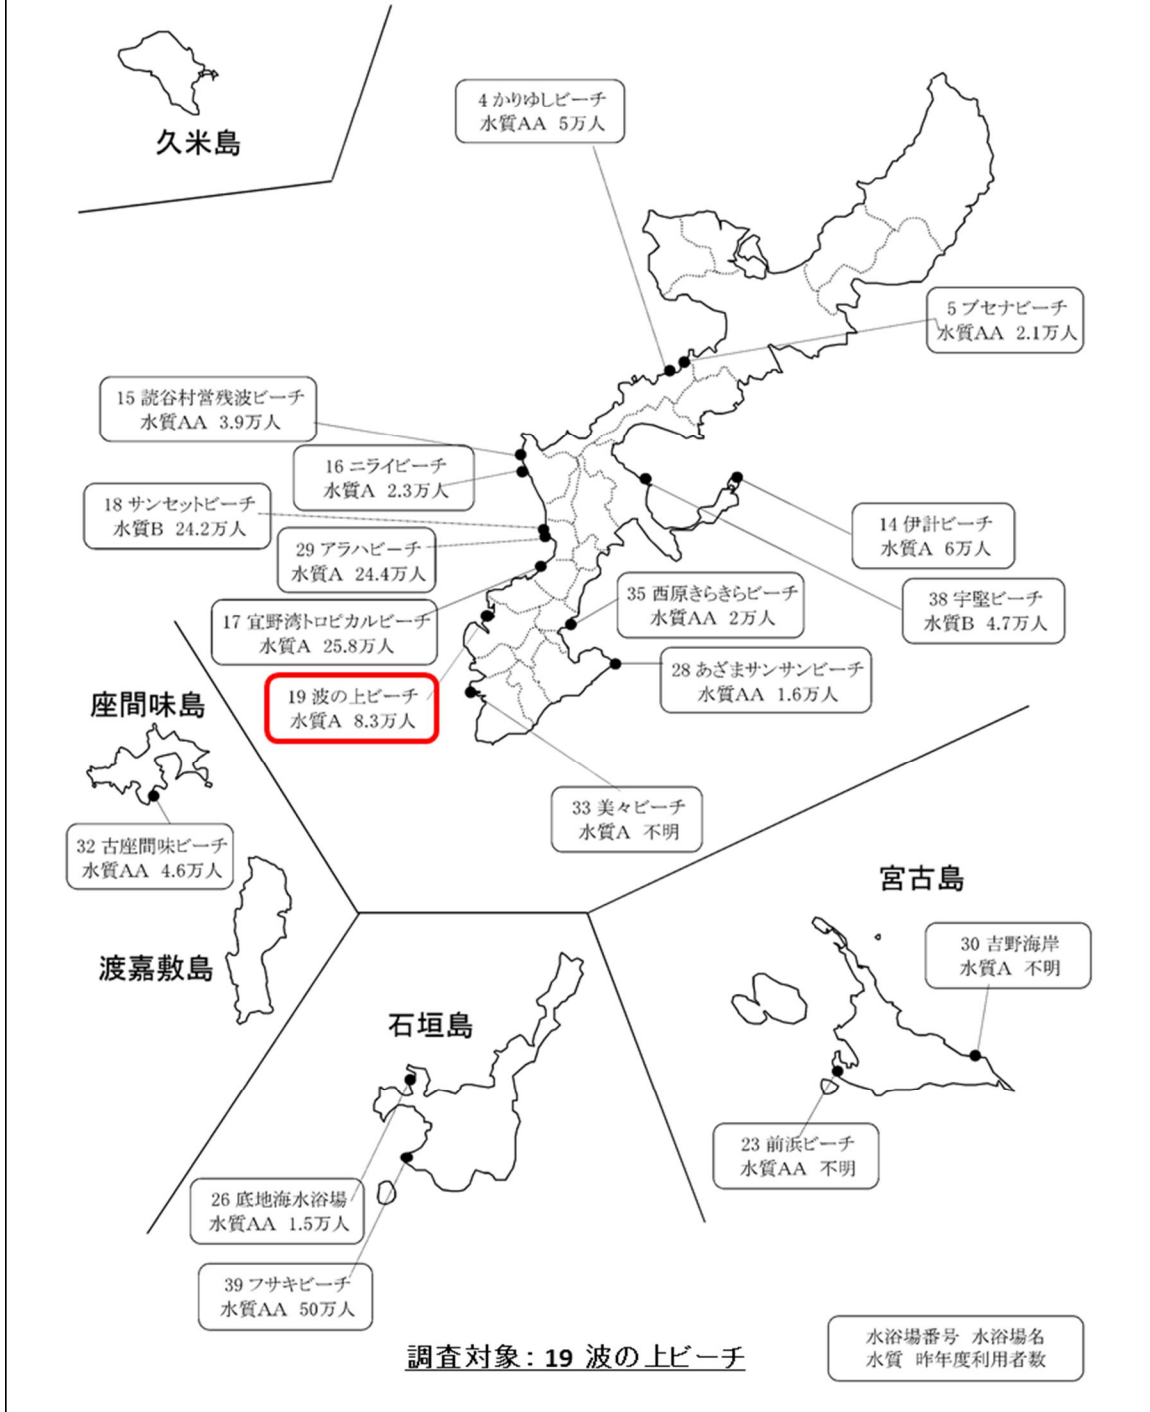 久米島
4 かりゆしビーチ
水質AA 5万人
5 ブセナビーチ
水質AA 2.1万人
15 読谷村営残波ビーチ
水質AA 3.9万人
16 ニライビーチ
水質A 2.3万人
18 サンセットビーチ
水質B 24.2万人
29 アラハビーチ
水質A 24.4万人
14 伊計ビーチ
水質A 6万人
17 宜野湾トロピカルビーチ
水質A 25.8万人
35 西原きらきらビーチ
水質AA 2万人
38 宇堅ビーチ
水質B 4.7万人
19 波の上ビーチ
水質A 8.3万人
28 あざまサンサンビーチ
水質AA 1.6万人
座間味島
33 美々ビーチ
水質A 不明
32 古座間味ビーチ
水質AA 4.6万人
渡嘉敷島
宮古島
30 吉野海岸
水質A 不明
石垣島
23 前浜ビーチ
水質AA 不明
26 底地海水浴場
水質AA 1.5万人
39 フサキビーチ
水質AA 50万人
調査対象: 19 波の上ビーチ
水浴場番号 水浴場名
水質 昨年度利用者数